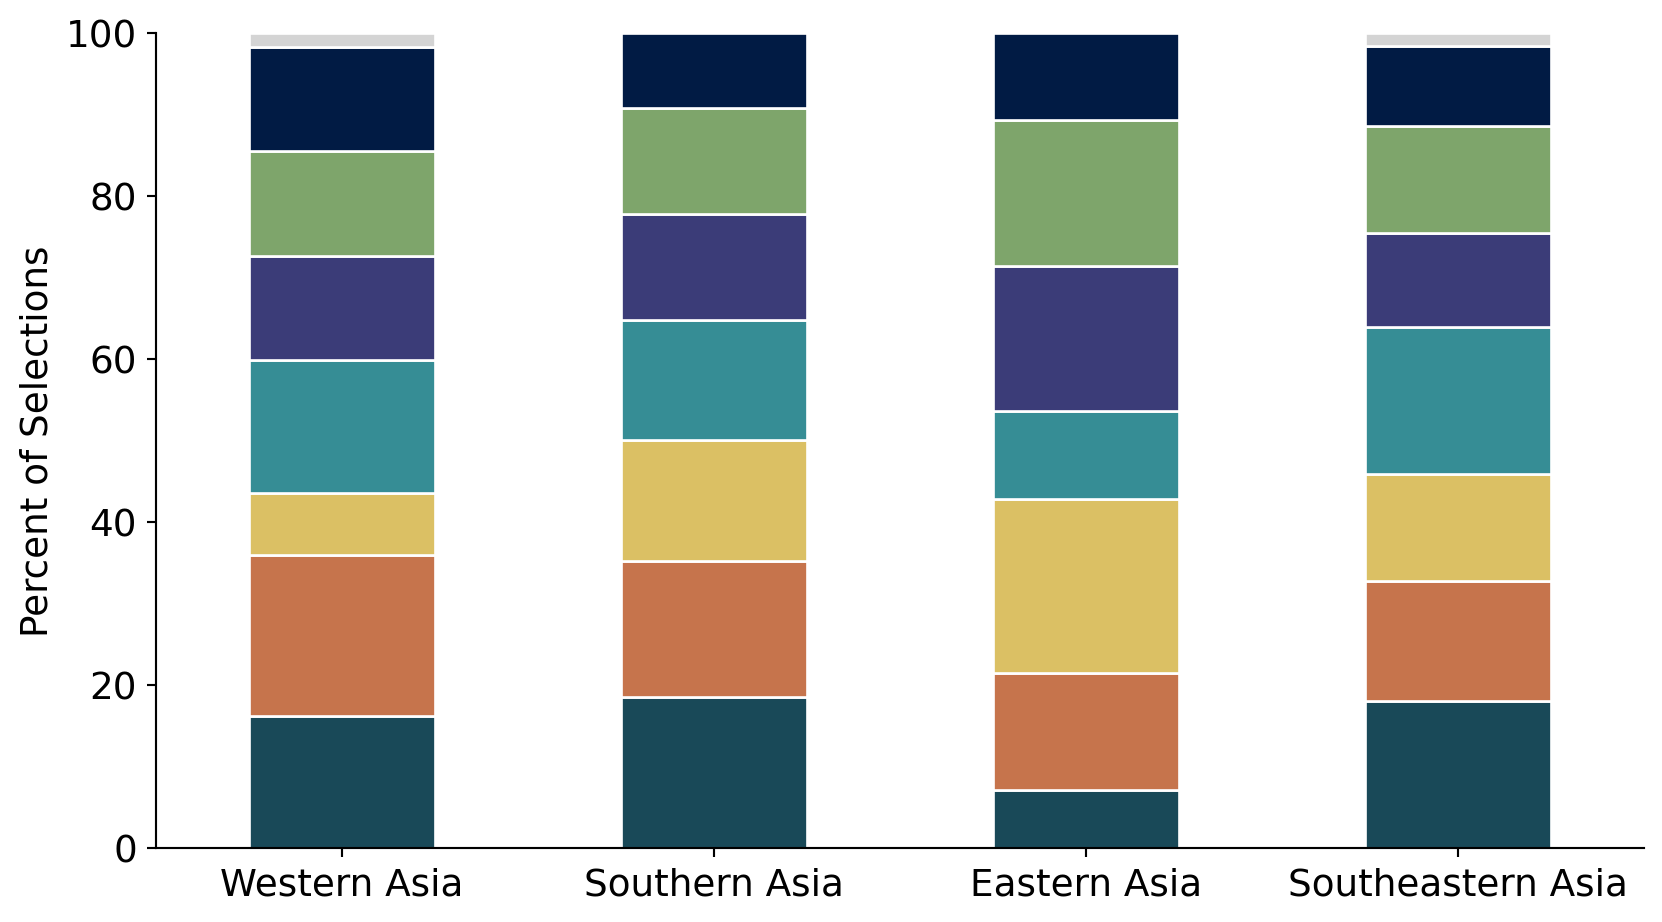 Percent of Selections
100
80
60
40
20
0
Western Asia
Southern Asia
Eastern Asia
Southeastern Asia